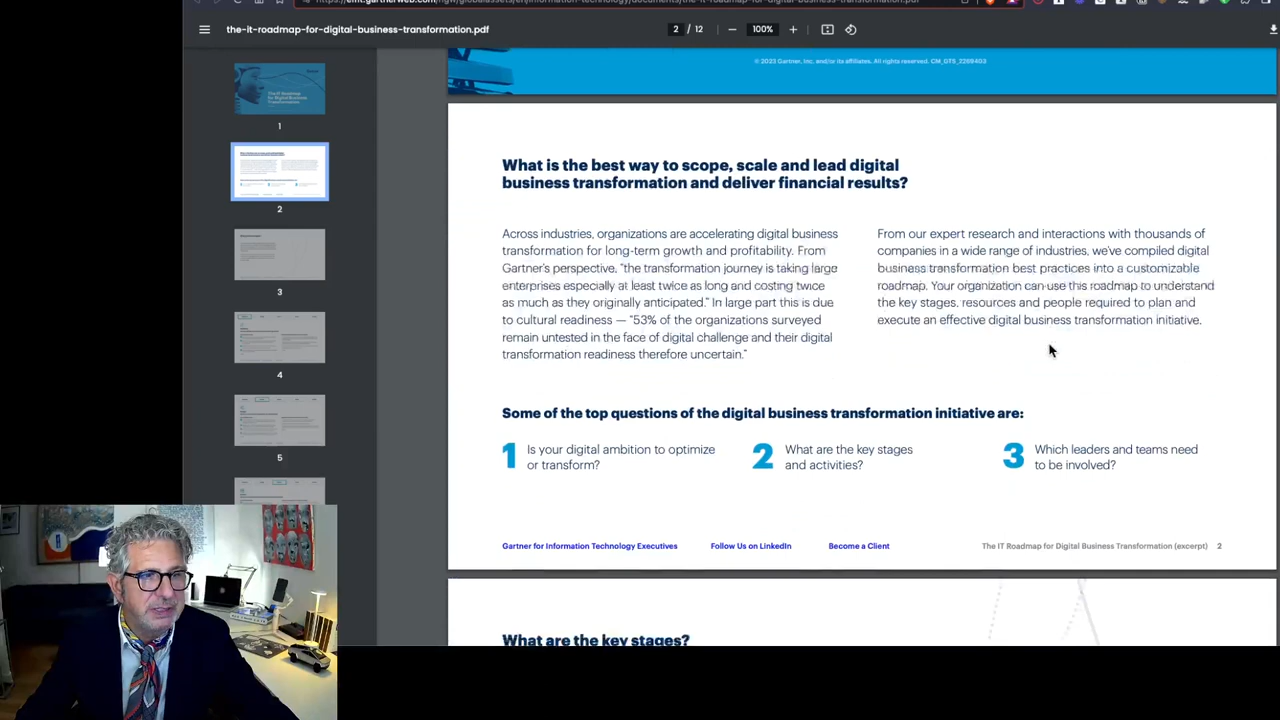 the-it-roadmap-for-digital-business-transformation.pdf
2 / 12
100%
© 2023 Gartner, Inc. and/or its affiliates. All rights reserved. CM_GTS_2269403
1
2
3
4
5
What is the best way to scope, scale and lead digital
business transformation and deliver financial results?
Across industries, organizations are accelerating digital business
transformation for long-term growth and profitability. From
Gartner's perspective, "the transformation journey is taking large
enterprises especially at least twice as long and costing twice
as much as they originally anticipated." In large part this is due
to cultural readiness — "53% of the organizations surveyed
remain untested in the face of digital challenge and their digital
transformation readiness therefore uncertain."
From our expert research and interactions with thousands of
companies in a wide range of industries, we've compiled digital
business transformation best practices into a customizable
roadmap. Your organization can use this roadmap to understand
the key stages, resources and people required to plan and
execute an effective digital business transformation initiative.
Some of the top questions of the digital business transformation initiative are:
1 Is your digital ambition to optimize
or transform?
2 What are the key stages
and activities?
3 Which leaders and teams need
to be involved?
Gartner for Information Technology Executives
Follow Us on LinkedIn
Become a Client
The IT Roadmap for Digital Business Transformation (excerpt) 2
What are the key stages?